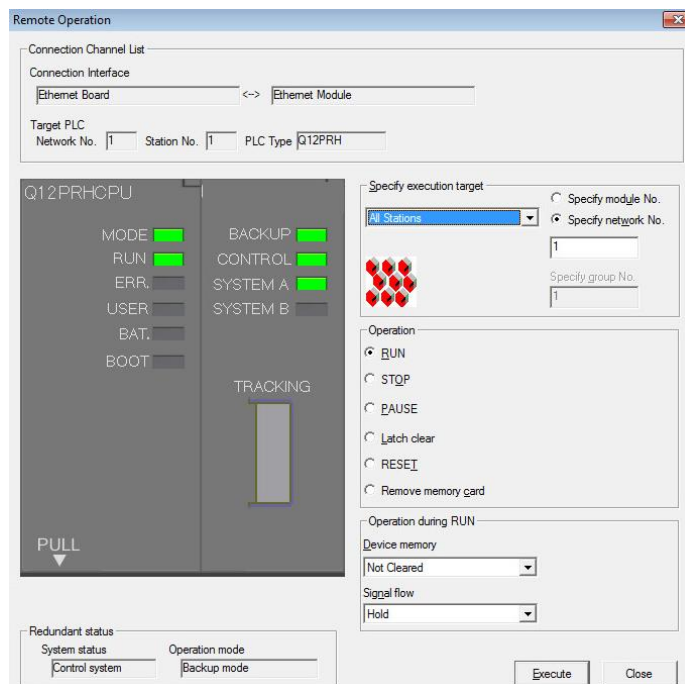 Remote Operation
Connection Channel List
Connection Interface
Ethernet Board <--> Ethernet Module
Target PLC
Network No. 1 Station No. 1 PLC Type Q12PRH
Q12PRHCPU
MODE BACKUP
RUN CONTROL
ERR. SYSTEM A
USER SYSTEM B
BAT.
BOOT
TRACKING
PULL
Specify execution target
All Stations
Specify module No.
Specify network No.
1
Specify group No.
1
Operation
RUN
STOP
PAUSE
Latch clear
RESET
Remove memory card
Operation during RUN
Device memory
Not Cleared
Signal flow
Hold
Redundant status
System status Operation mode
Control system Backup mode
Execute Close